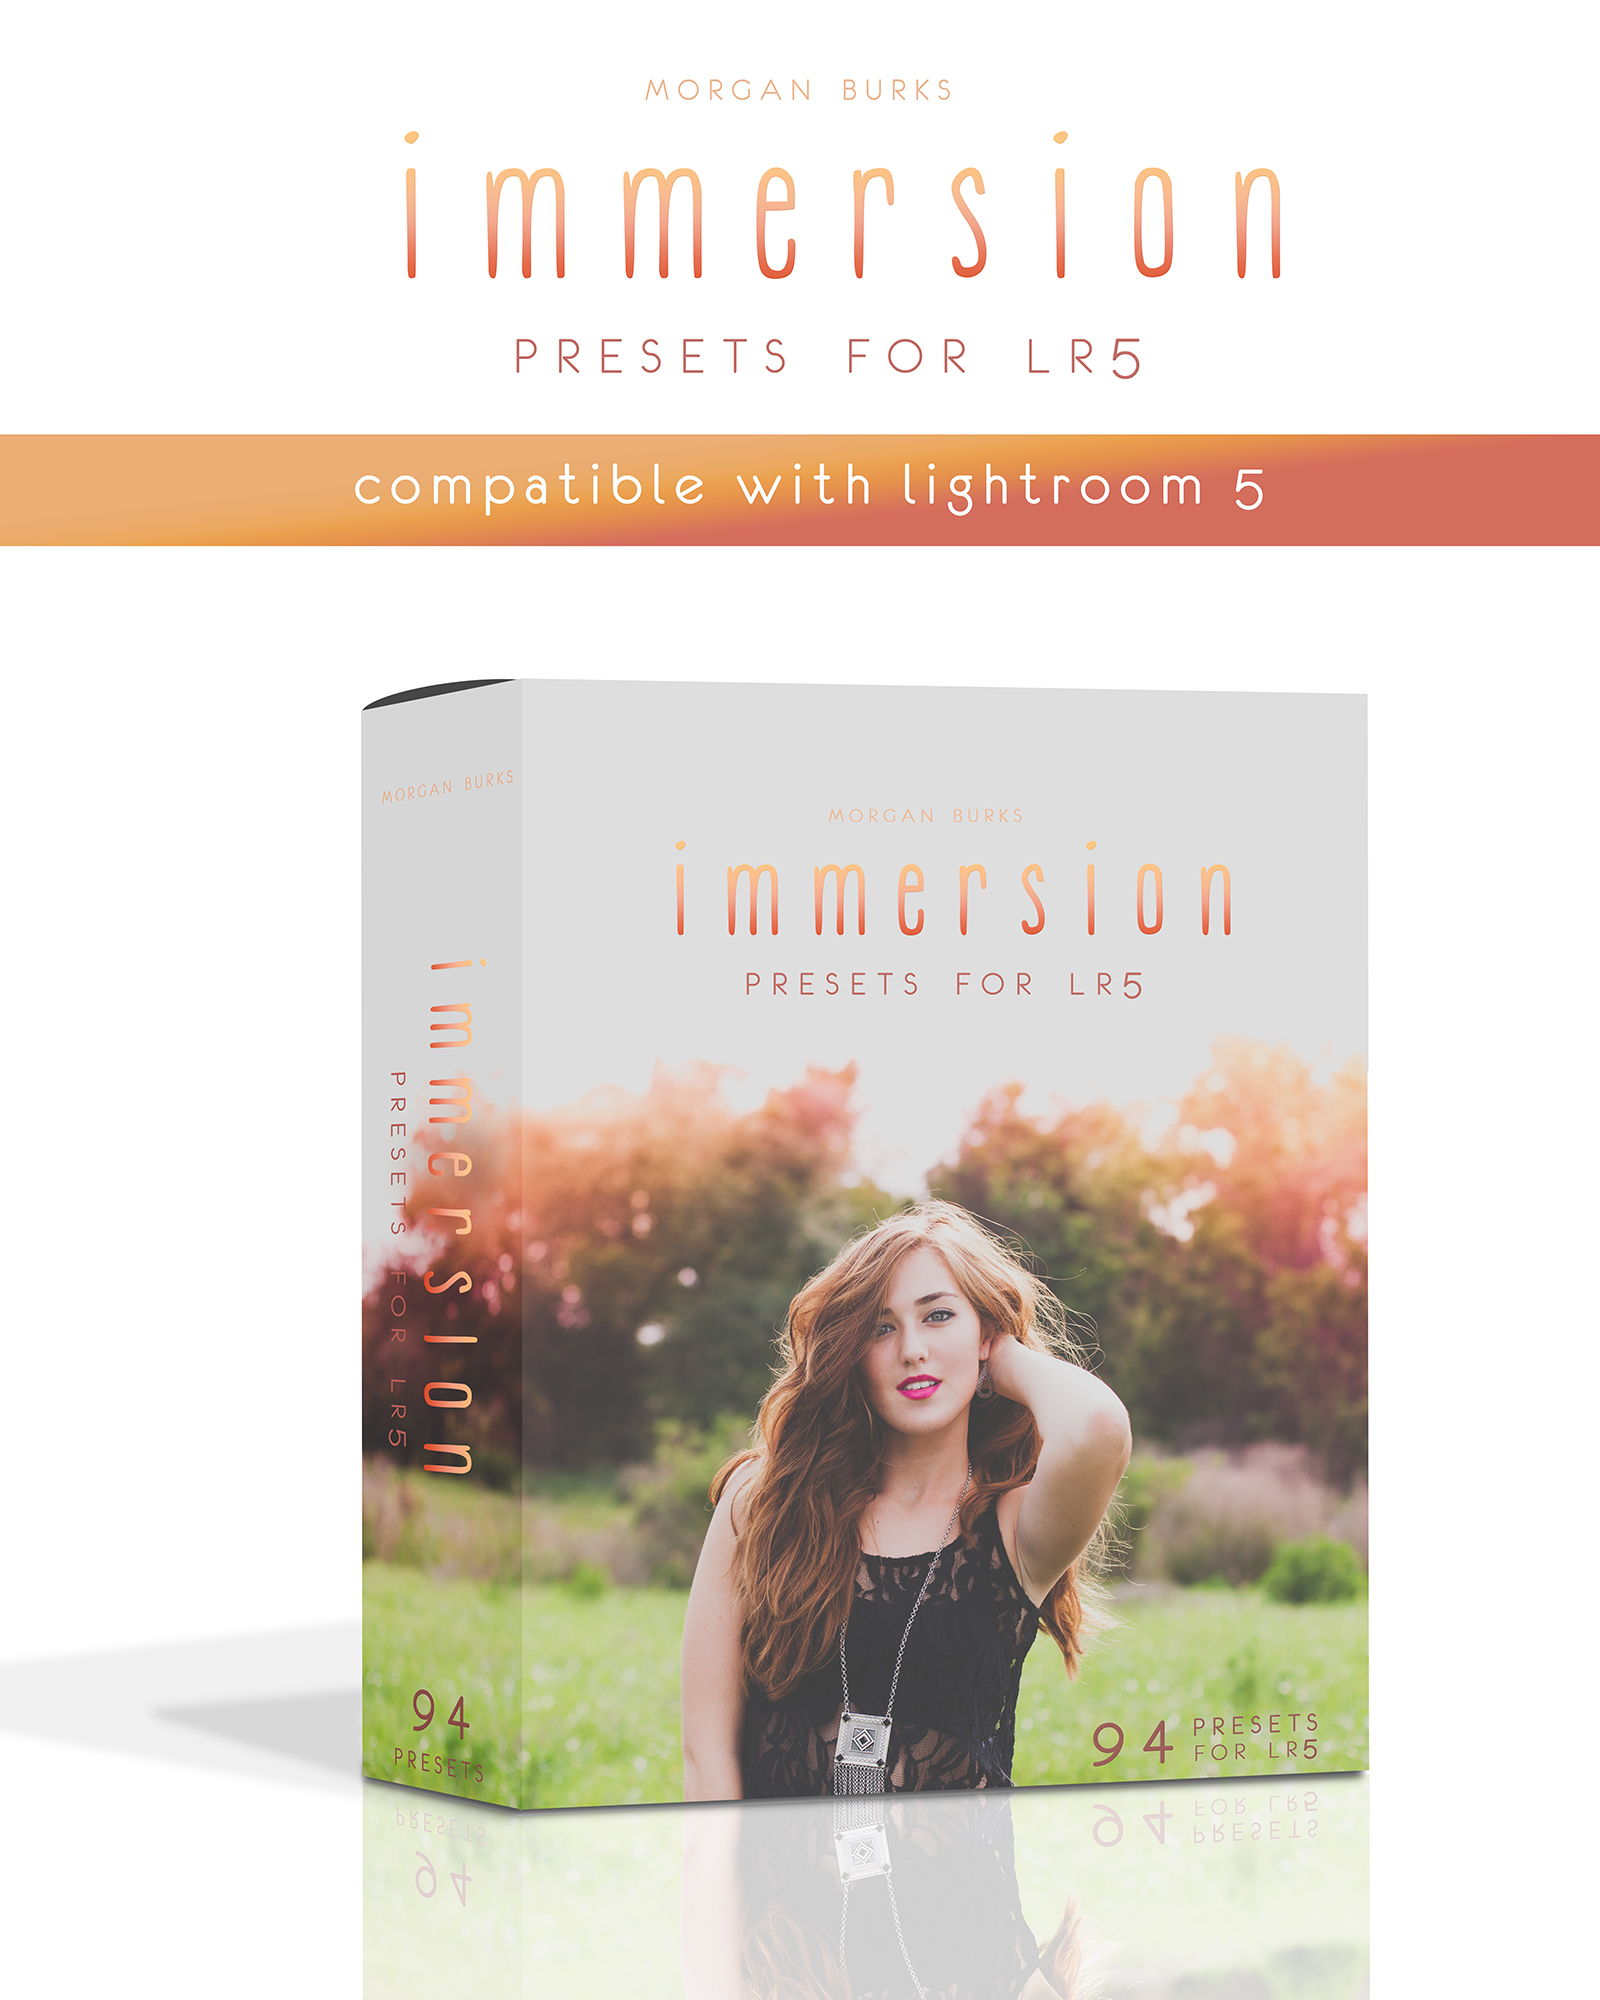 MORGAN BURKS
immersion
PRESETS FOR LR5
compatible with lightroom 5
MORGAN BURKS
immersion
PRESETS FOR LR5
94
PRESETS
MORGAN BURKS
immersion
PRESETS FOR LR5
94
PRESETS
FOR LR5